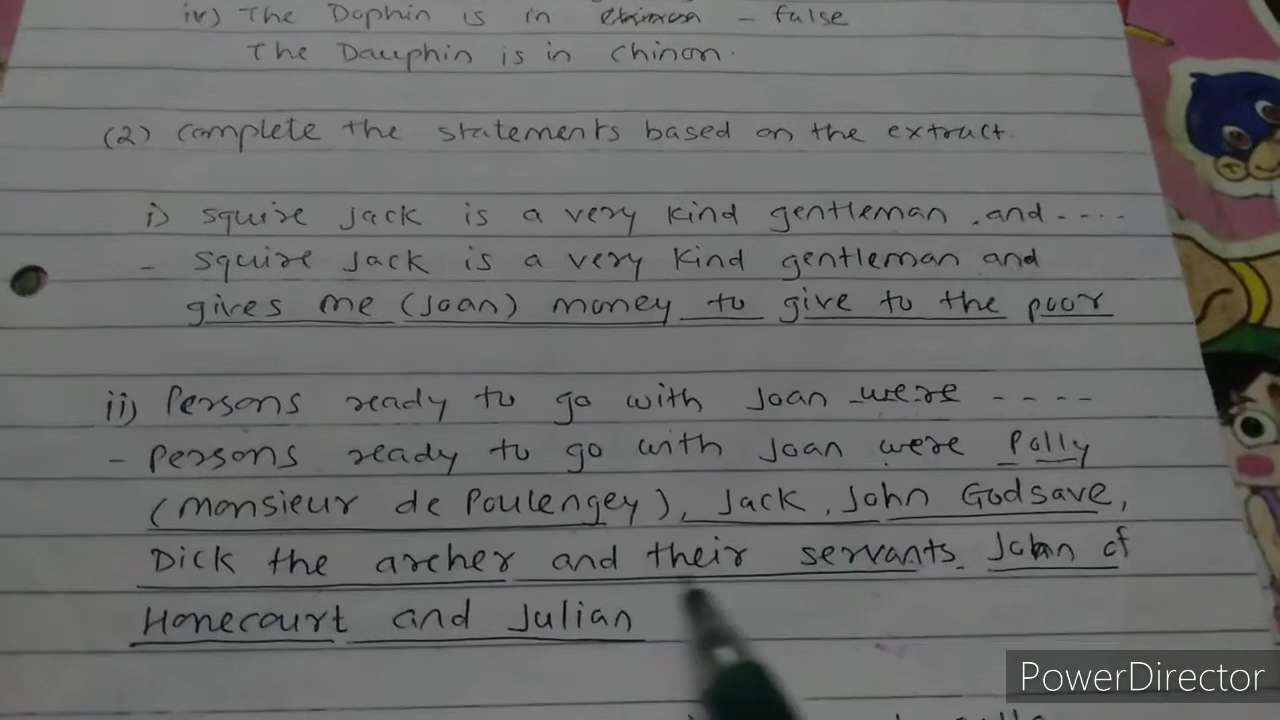 iv) The Dophin is in Chinon - false
The Dauphin is in Chinon.
(2) Complete the statements based on the extract
i) squire Jack is a very kind gentleman and ----
- squire Jack is a very kind gentleman and
gives me (Joan) money to give to the poor
ii) Persons ready to go with Joan were ----
- persons ready to go with Joan were Polly
(monsieur de Poulengey), Jack, John Godsave,
Dick the archer and their servants John of
Honecourt and Julian
PowerDirector